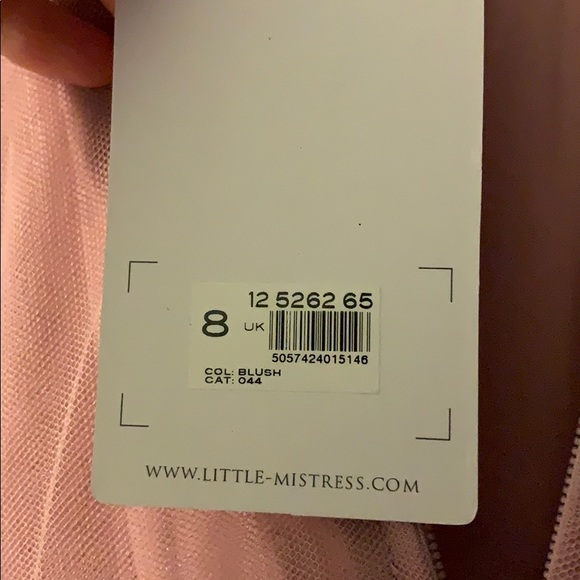 12 5262 65
8 UK
5057424015146
COL: BLUSH
CAT: 044
WWW.LITTLE-MISTRESS.COM